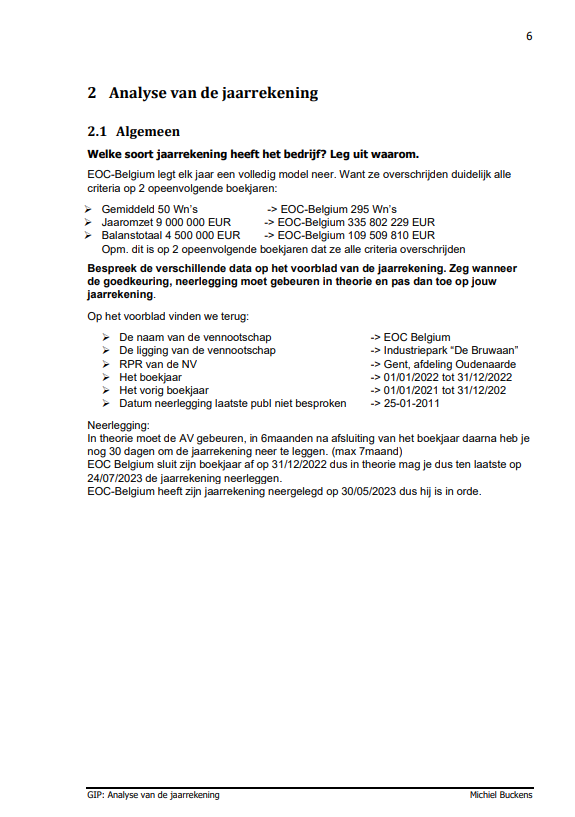 6
2 Analyse van de jaarrekening
2.1 Algemeen
Welke soort jaarrekening heeft het bedrijf? Leg uit waarom.
EOC-Belgium legt elk jaar een volledig model neer. Want ze overschrijden duidelijk alle
criteria op 2 opeenvolgende boekjaren:
➢ Gemiddeld 50 Wn's -> EOC-Belgium 295 Wn's
➢ Jaaromzet 9 000 000 EUR -> EOC-Belgium 335 802 229 EUR
➢ Balanstotaal 4 500 000 EUR -> EOC-Belgium 109 509 810 EUR
Opm. dit is op 2 opeenvolgende boekjaren dat ze alle criteria overschrijden
Bespreek de verschillende data op het voorblad van de jaarrekening. Zeg wanneer
de goedkeuring, neerlegging moet gebeuren in theorie en pas dan toe op jouw
jaarrekening.
Op het voorblad vinden we terug:
➢ De naam van de vennootschap -> EOC Belgium
➢ De ligging van de vennootschap -> Industriepark "De Bruwaan"
➢ RPR van de NV -> Gent, afdeling Oudenaarde
➢ Het boekjaar -> 01/01/2022 tot 31/12/2022
➢ Het vorig boekjaar -> 01/01/2021 tot 31/12/202
➢ Datum neerlegging laatste publ niet besproken -> 25-01-2011
Neerlegging:
In theorie moet de AV gebeuren, in 6maanden na afsluiting van het boekjaar daarna heb je
nog 30 dagen om de jaarrekening neer te leggen. (max 7maand)
EOC Belgium sluit zijn boekjaar af op 31/12/2022 dus in theorie mag je dus ten laatste op
24/07/2023 de jaarrekening neerleggen.
EOC-Belgium heeft zijn jaarrekening neergelegd op 30/05/2023 dus hij is in orde.
GIP: Analyse van de jaarrekening Michiel Buckens